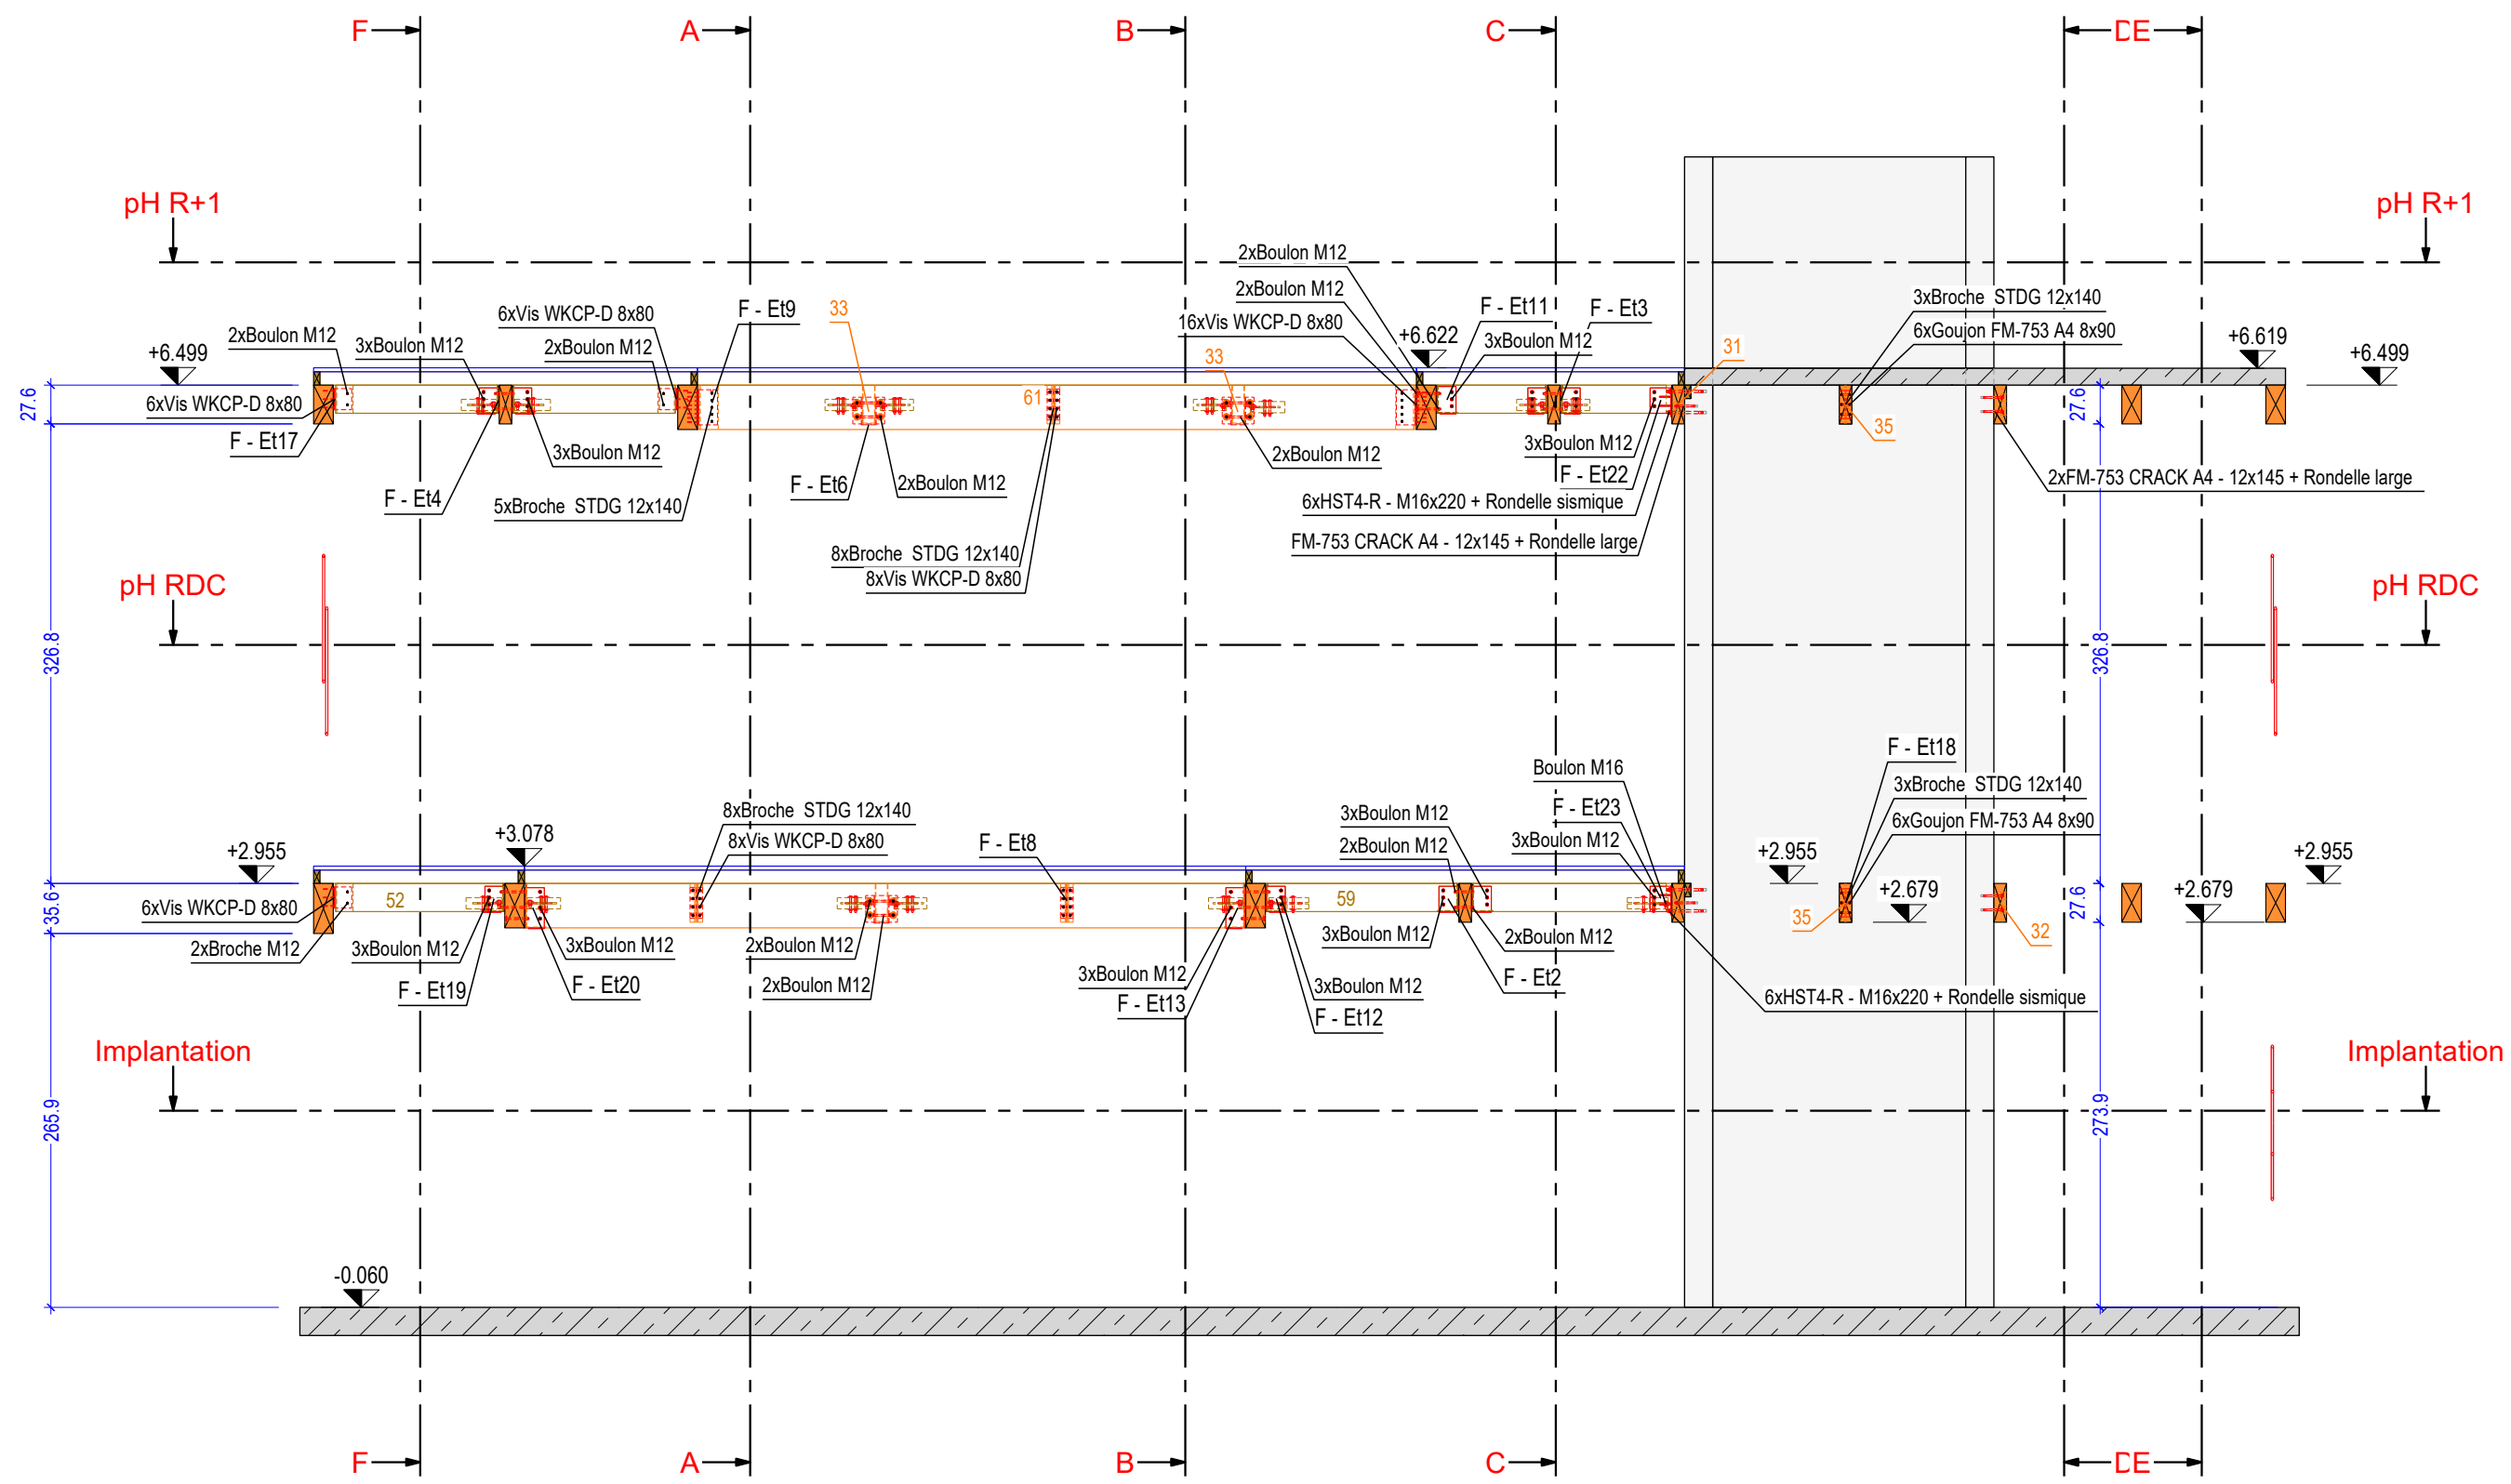 F
A
B
C
DE
pH R+1
pH R+1
2xBoulon M12
2xBoulon M12
16xVis WKCP-D 8x80
F - Et11
3xBoulon M12
F - Et3
3xBroche STDG 12x140
6xGoujon FM-753 A4 8x90
+6.499
2xBoulon M12
3xBoulon M12
6xVis WKCP-D 8x80
2xBoulon M12
F - Et9
33
33
+6.622
31
+6.619
+6.499
27.6
6xVis WKCP-D 8x80
F - Et17
61
27.6
35
3xBoulon M12
F - Et4
5xBroche STDG 12x140
F - Et6
2xBoulon M12
2xBoulon M12
3xBoulon M12
F - Et22
6xHST4-R - M16x220 + Rondelle sismique
FM-753 CRACK A4 - 12x145 + Rondelle large
2xFM-753 CRACK A4 - 12x145 + Rondelle large
8xBroche STDG 12x140
8xVis WKCP-D 8x80
pH RDC
pH RDC
326.8
326.8
8xBroche STDG 12x140
8xVis WKCP-D 8x80
F - Et8
Boulon M16
F - Et23
3xBoulon M12
3xBoulon M12
2xBoulon M12
F - Et18
3xBroche STDG 12x140
6xGoujon FM-753 A4 8x90
+2.955
+3.078
+2.955
+2.955
35.6
6xVis WKCP-D 8x80
2xBroche M12
52
3xBoulon M12
F - Et19
3xBoulon M12
F - Et20
2xBoulon M12
2xBoulon M12
3xBoulon M12
F - Et13
59
3xBoulon M12
F - Et12
3xBoulon M12
2xBoulon M12
F - Et2
35
+2.679
32
27.6
+2.679
6xHST4-R - M16x220 + Rondelle sismique
Implantation
Implantation
265.9
273.9
-0.060
F
A
B
C
DE